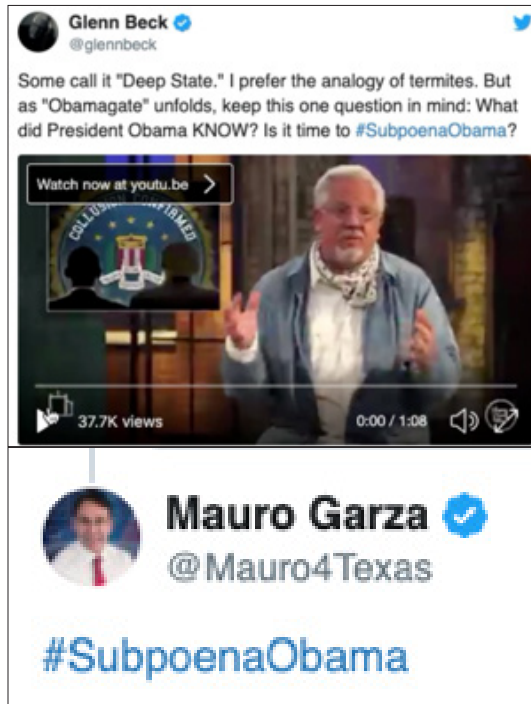 Glenn Beck
@glennbeck
Some call it "Deep State." I prefer the analogy of termites. But
as "Obamagate" unfolds, keep this one question in mind: What
did President Obama KNOW? Is it time to #SubpoenaObama?
Watch now at youtu.be
COLLUSION CONFIRMED
37.7K views
0:00 / 1:08
Mauro Garza
@Mauro4Texas
#SubpoenaObama